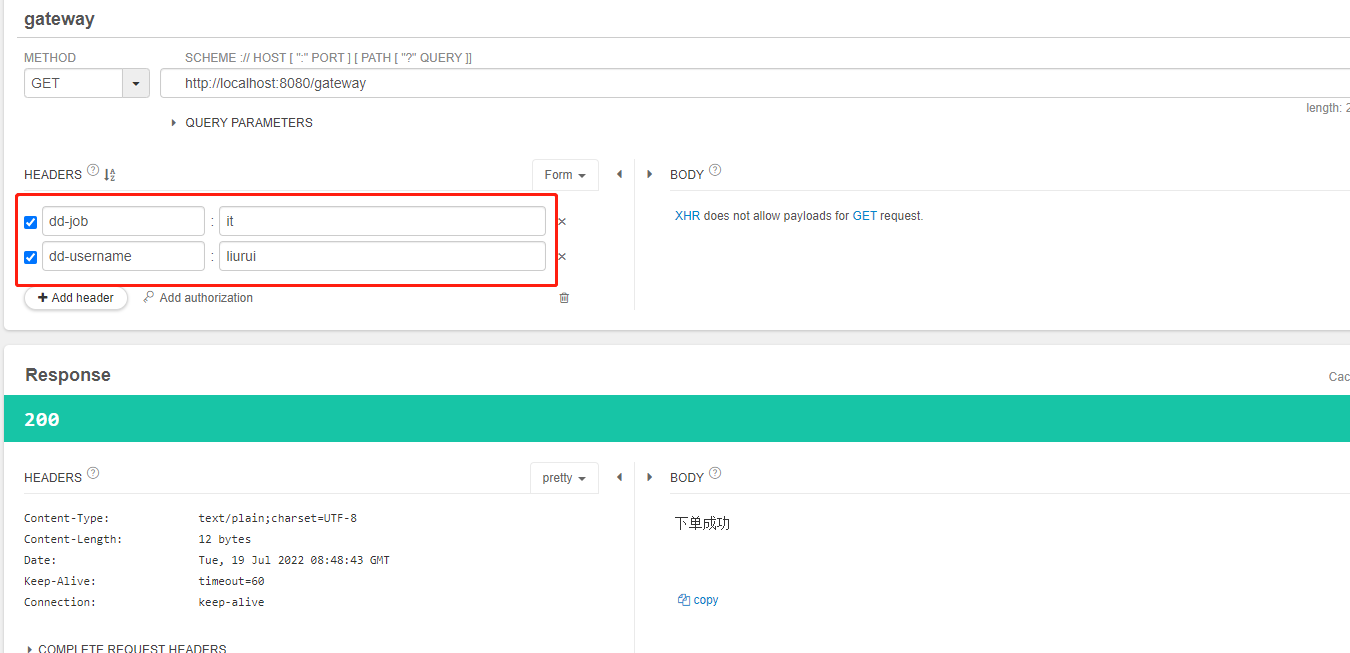 gateway
METHOD
SCHEME :// HOST [ ":" PORT ] [ PATH [ "?" QUERY ]]
GET
http://localhost:8080/gateway
length: 2
QUERY PARAMETERS
HEADERS ? Form
BODY ?
dd-job : it ×
XHR does not allow payloads for GET request.
dd-username : liurui ×
+ Add header Add authorization
Response
Cac
200
HEADERS ? pretty
BODY ?
Content-Type: text/plain;charset=UTF-8
下单成功
Content-Length: 12 bytes
Date: Tue, 19 Jul 2022 08:48:43 GMT
Keep-Alive: timeout=60
Connection: keep-alive
copy
COMPLETE REQUEST HEADERS